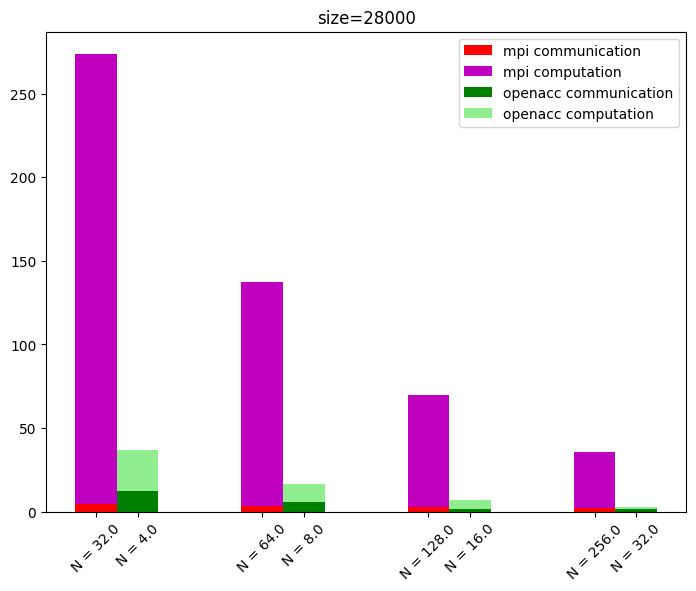 size=28000
mpi communication
mpi computation
openacc communication
openacc computation
250
200
150
100
50
0
N = 32.0
N = 4.0
N = 64.0
N = 8.0
N = 128.0
N = 16.0
N = 256.0
N = 32.0